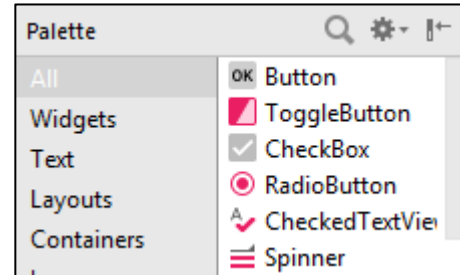 Palette
All
Widgets
Text
Layouts
Containers
OK Button
ToggleButton
CheckBox
RadioButton
CheckedTextVie
Spinner